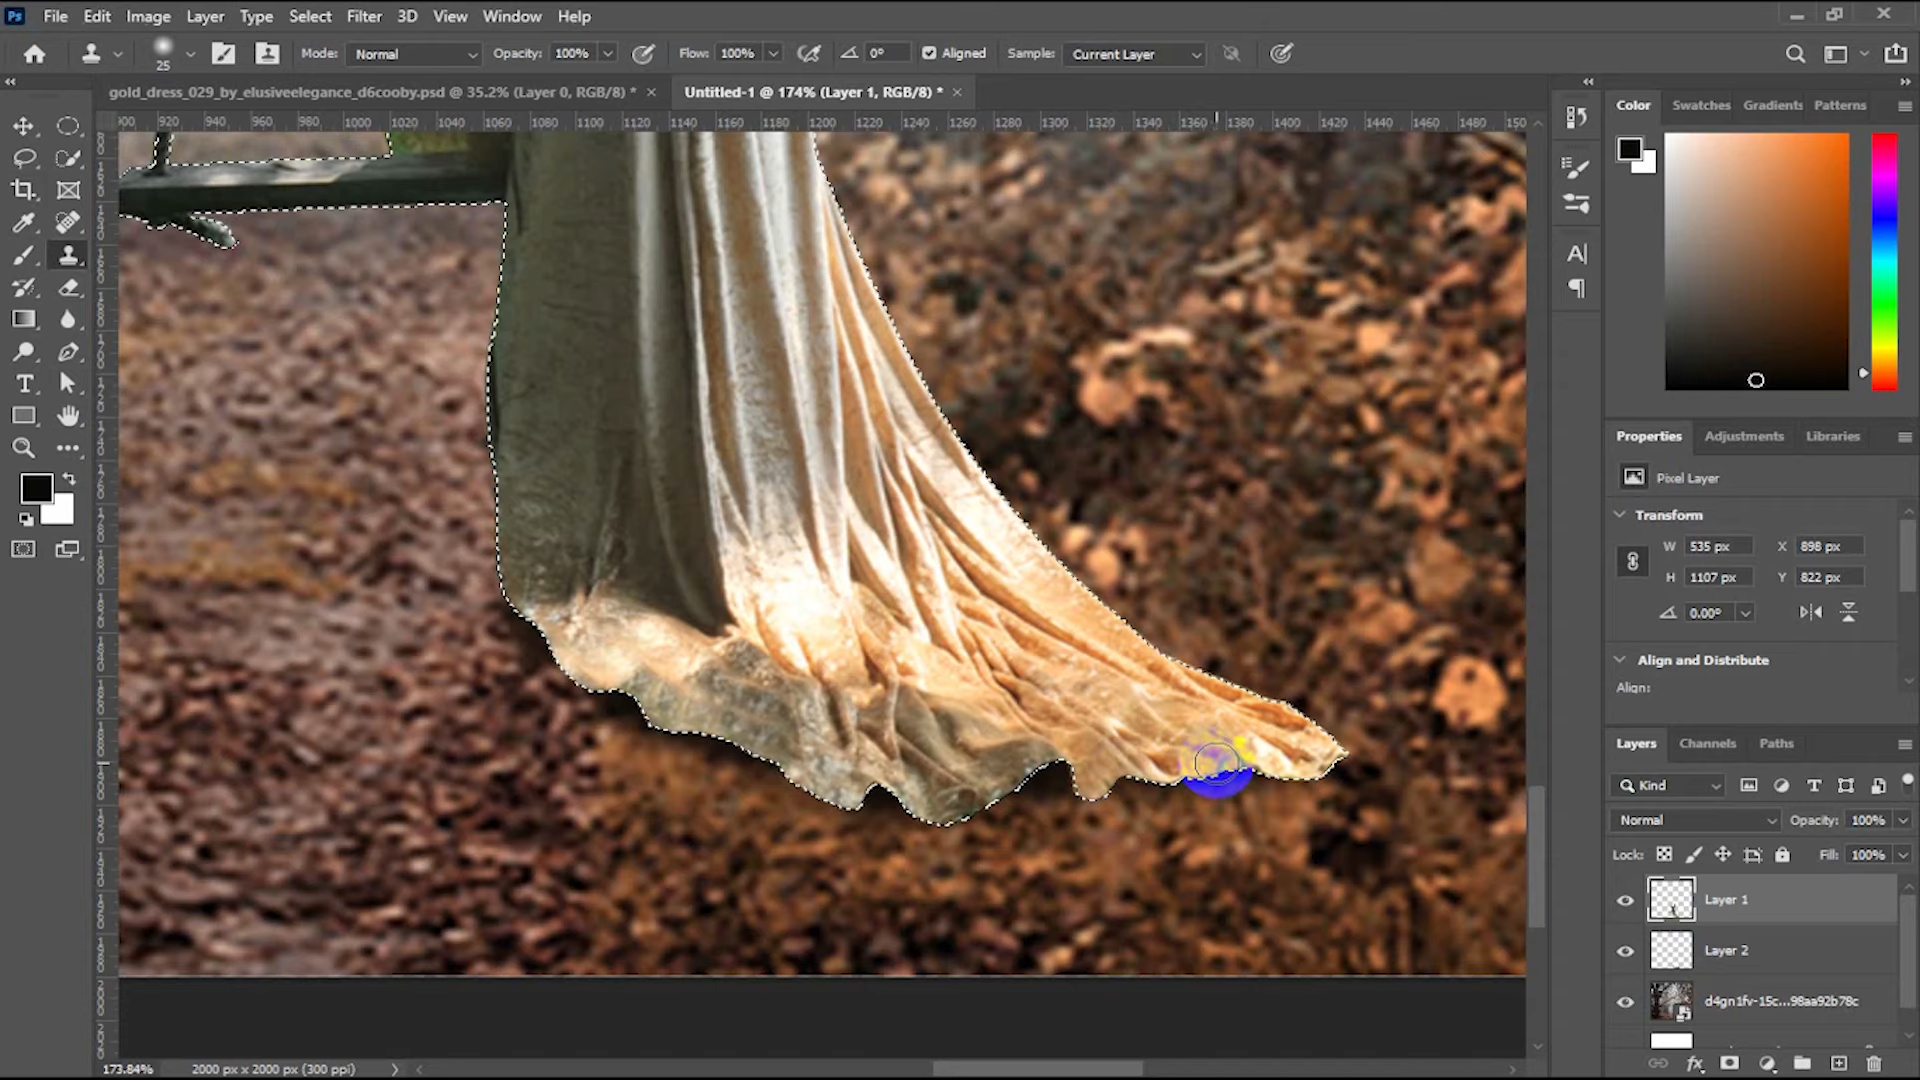 Ps File Edit Image Layer Type Select Filter 3D View Window Help
25 Mode: Normal Opacity: 100% Flow: 100% 0° Aligned Sample: Current Layer
gold_dress_029_by_elusiveelegance_d6cooby.psd @ 35.2% (Layer 0, RGB/8) * × Untitled-1 @ 174% (Layer 1, RGB/8) * ×
900 920 940 960 980 1000 1020 1040 1060 1080 1100 1120 1140 1160 1180 1200 1220 1240 1260 1280 1300 1320 1340 1360 1380 1400 1420 1440 1460 1480 150
Color Swatches Gradients Patterns
Properties Adjustments Libraries
Pixel Layer
Transform
W 535 px X 898 px
H 1107 px Y 822 px
0.00°
Align and Distribute
Align:
Layers Channels Paths
Kind
Normal Opacity: 100%
Lock: Fill: 100%
Layer 1
Layer 2
d4gn1fv-15c...98aa92b78c
173.84% 2000 px x 2000 px (300 ppi)